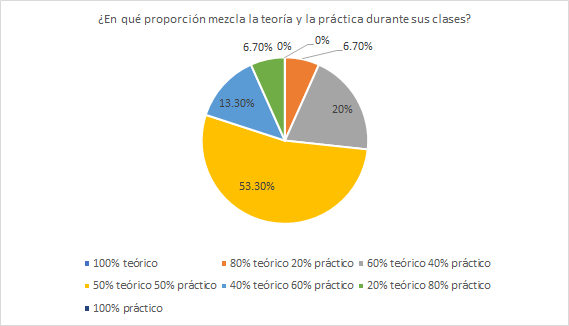 ¿En qué proporción mezcla la teoría y la práctica durante sus clases?
0%
6.70% 0% 6.70%
13.30% 20%
53.30%
100% teórico 80% teórico 20% práctico 60% teórico 40% práctico
50% teórico 50% práctico 40% teórico 60% práctico 20% teórico 80% práctico
100% práctico